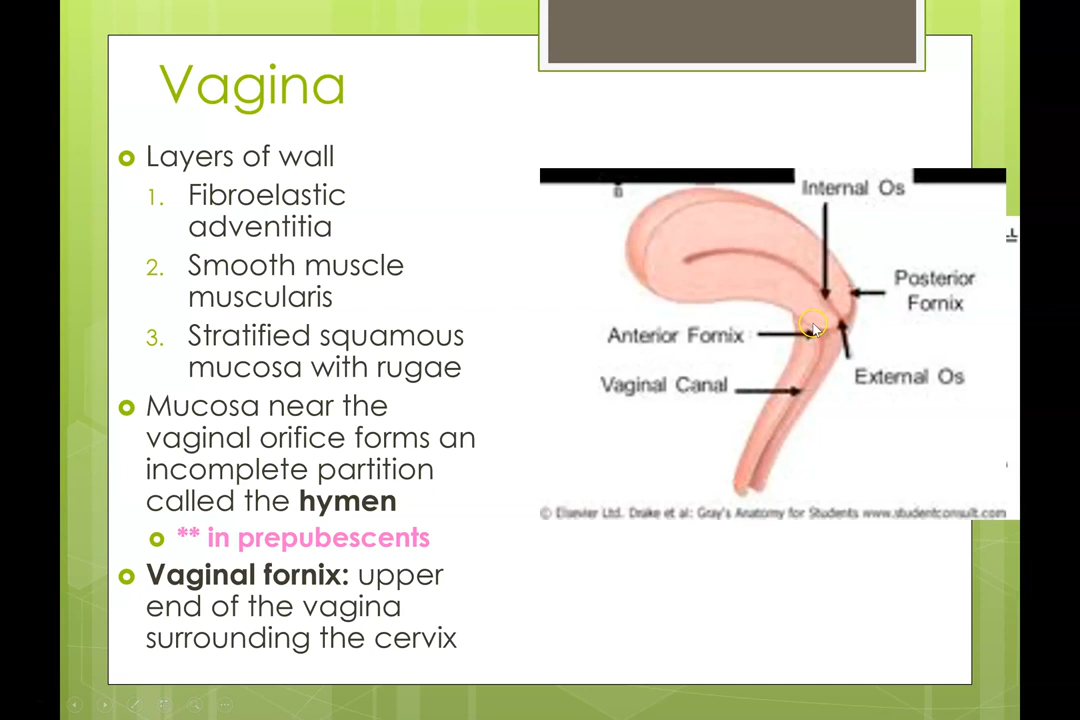 Vagina
Layers of wall
1. Fibroelastic
adventitia
2. Smooth muscle
muscularis
3. Stratified squamous
mucosa with rugae
Mucosa near the
vaginal orifice forms an
incomplete partition
called the hymen
** in prepubescents
Vaginal fornix: upper
end of the vagina
surrounding the cervix
Internal Os
Posterior
Fornix
Anterior Fornix
External Os
Vaginal Canal
© Elsevier Ltd. Drake et al: Gray's Anatomy for Students www.studentconsult.com